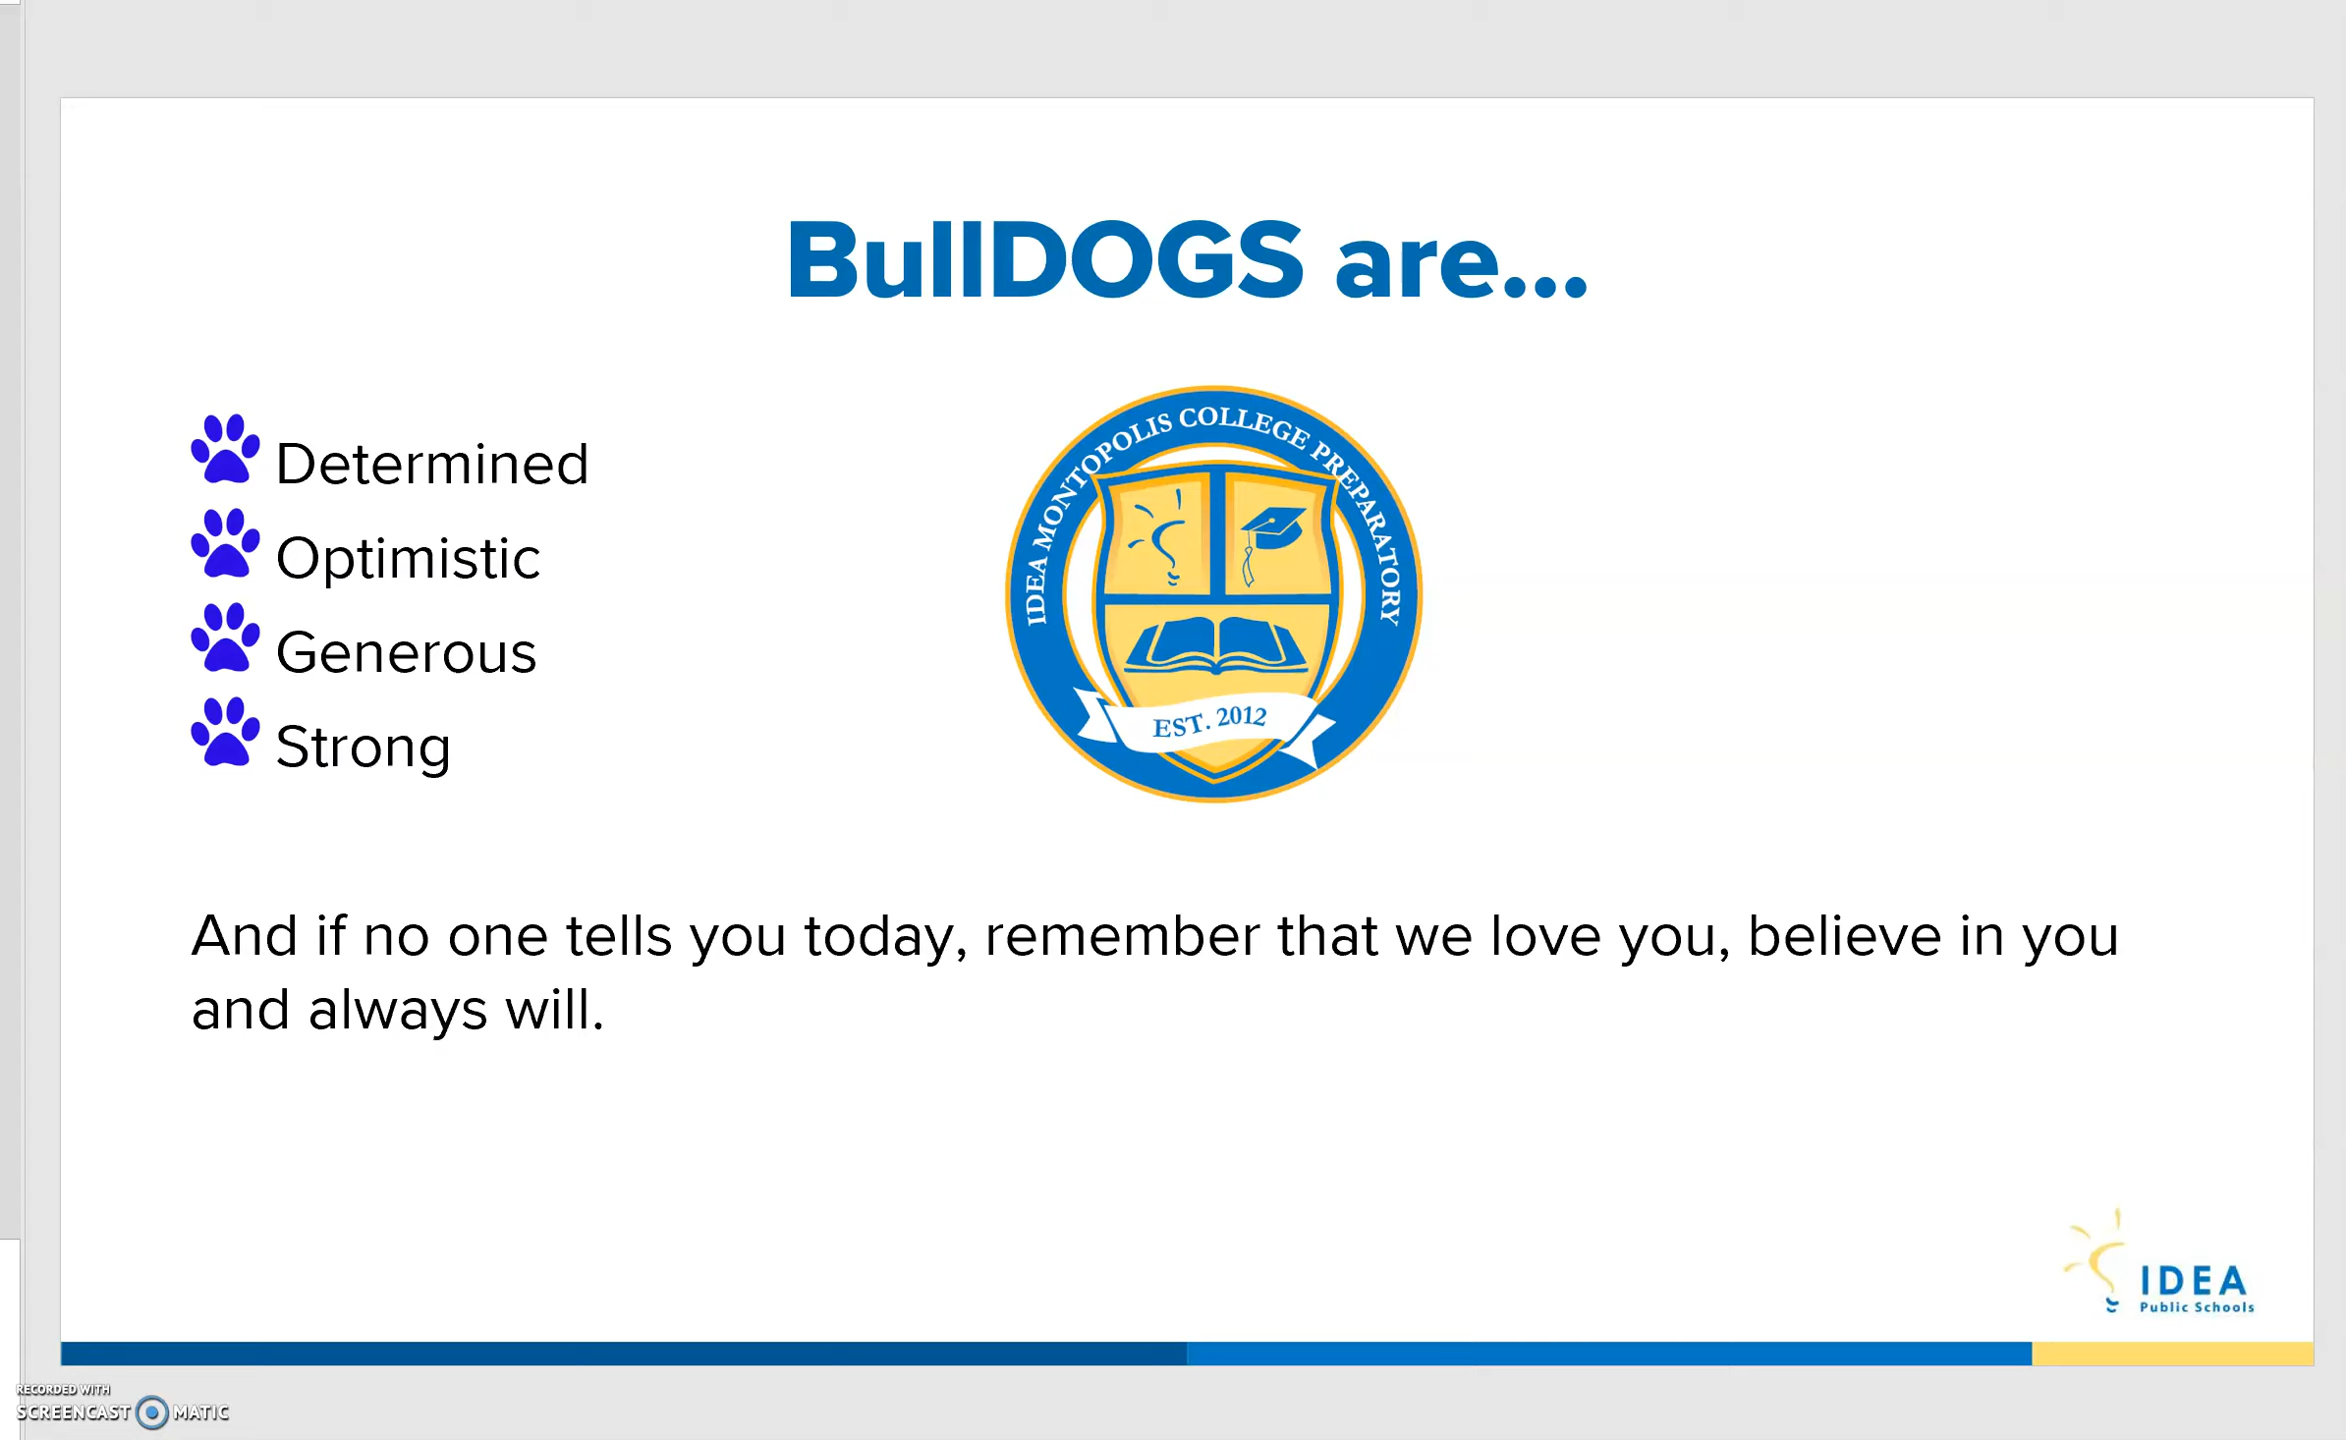 BullDOGS are...
Determined
Optimistic
Generous
Strong
IDEA MONTOPOLIS COLLEGE PREPARATORY
EST. 2012
And if no one tells you today, remember that we love you, believe in you
and always will.
IDEA
Public Schools
RECORDED WITH
SCREENCAST MATIC